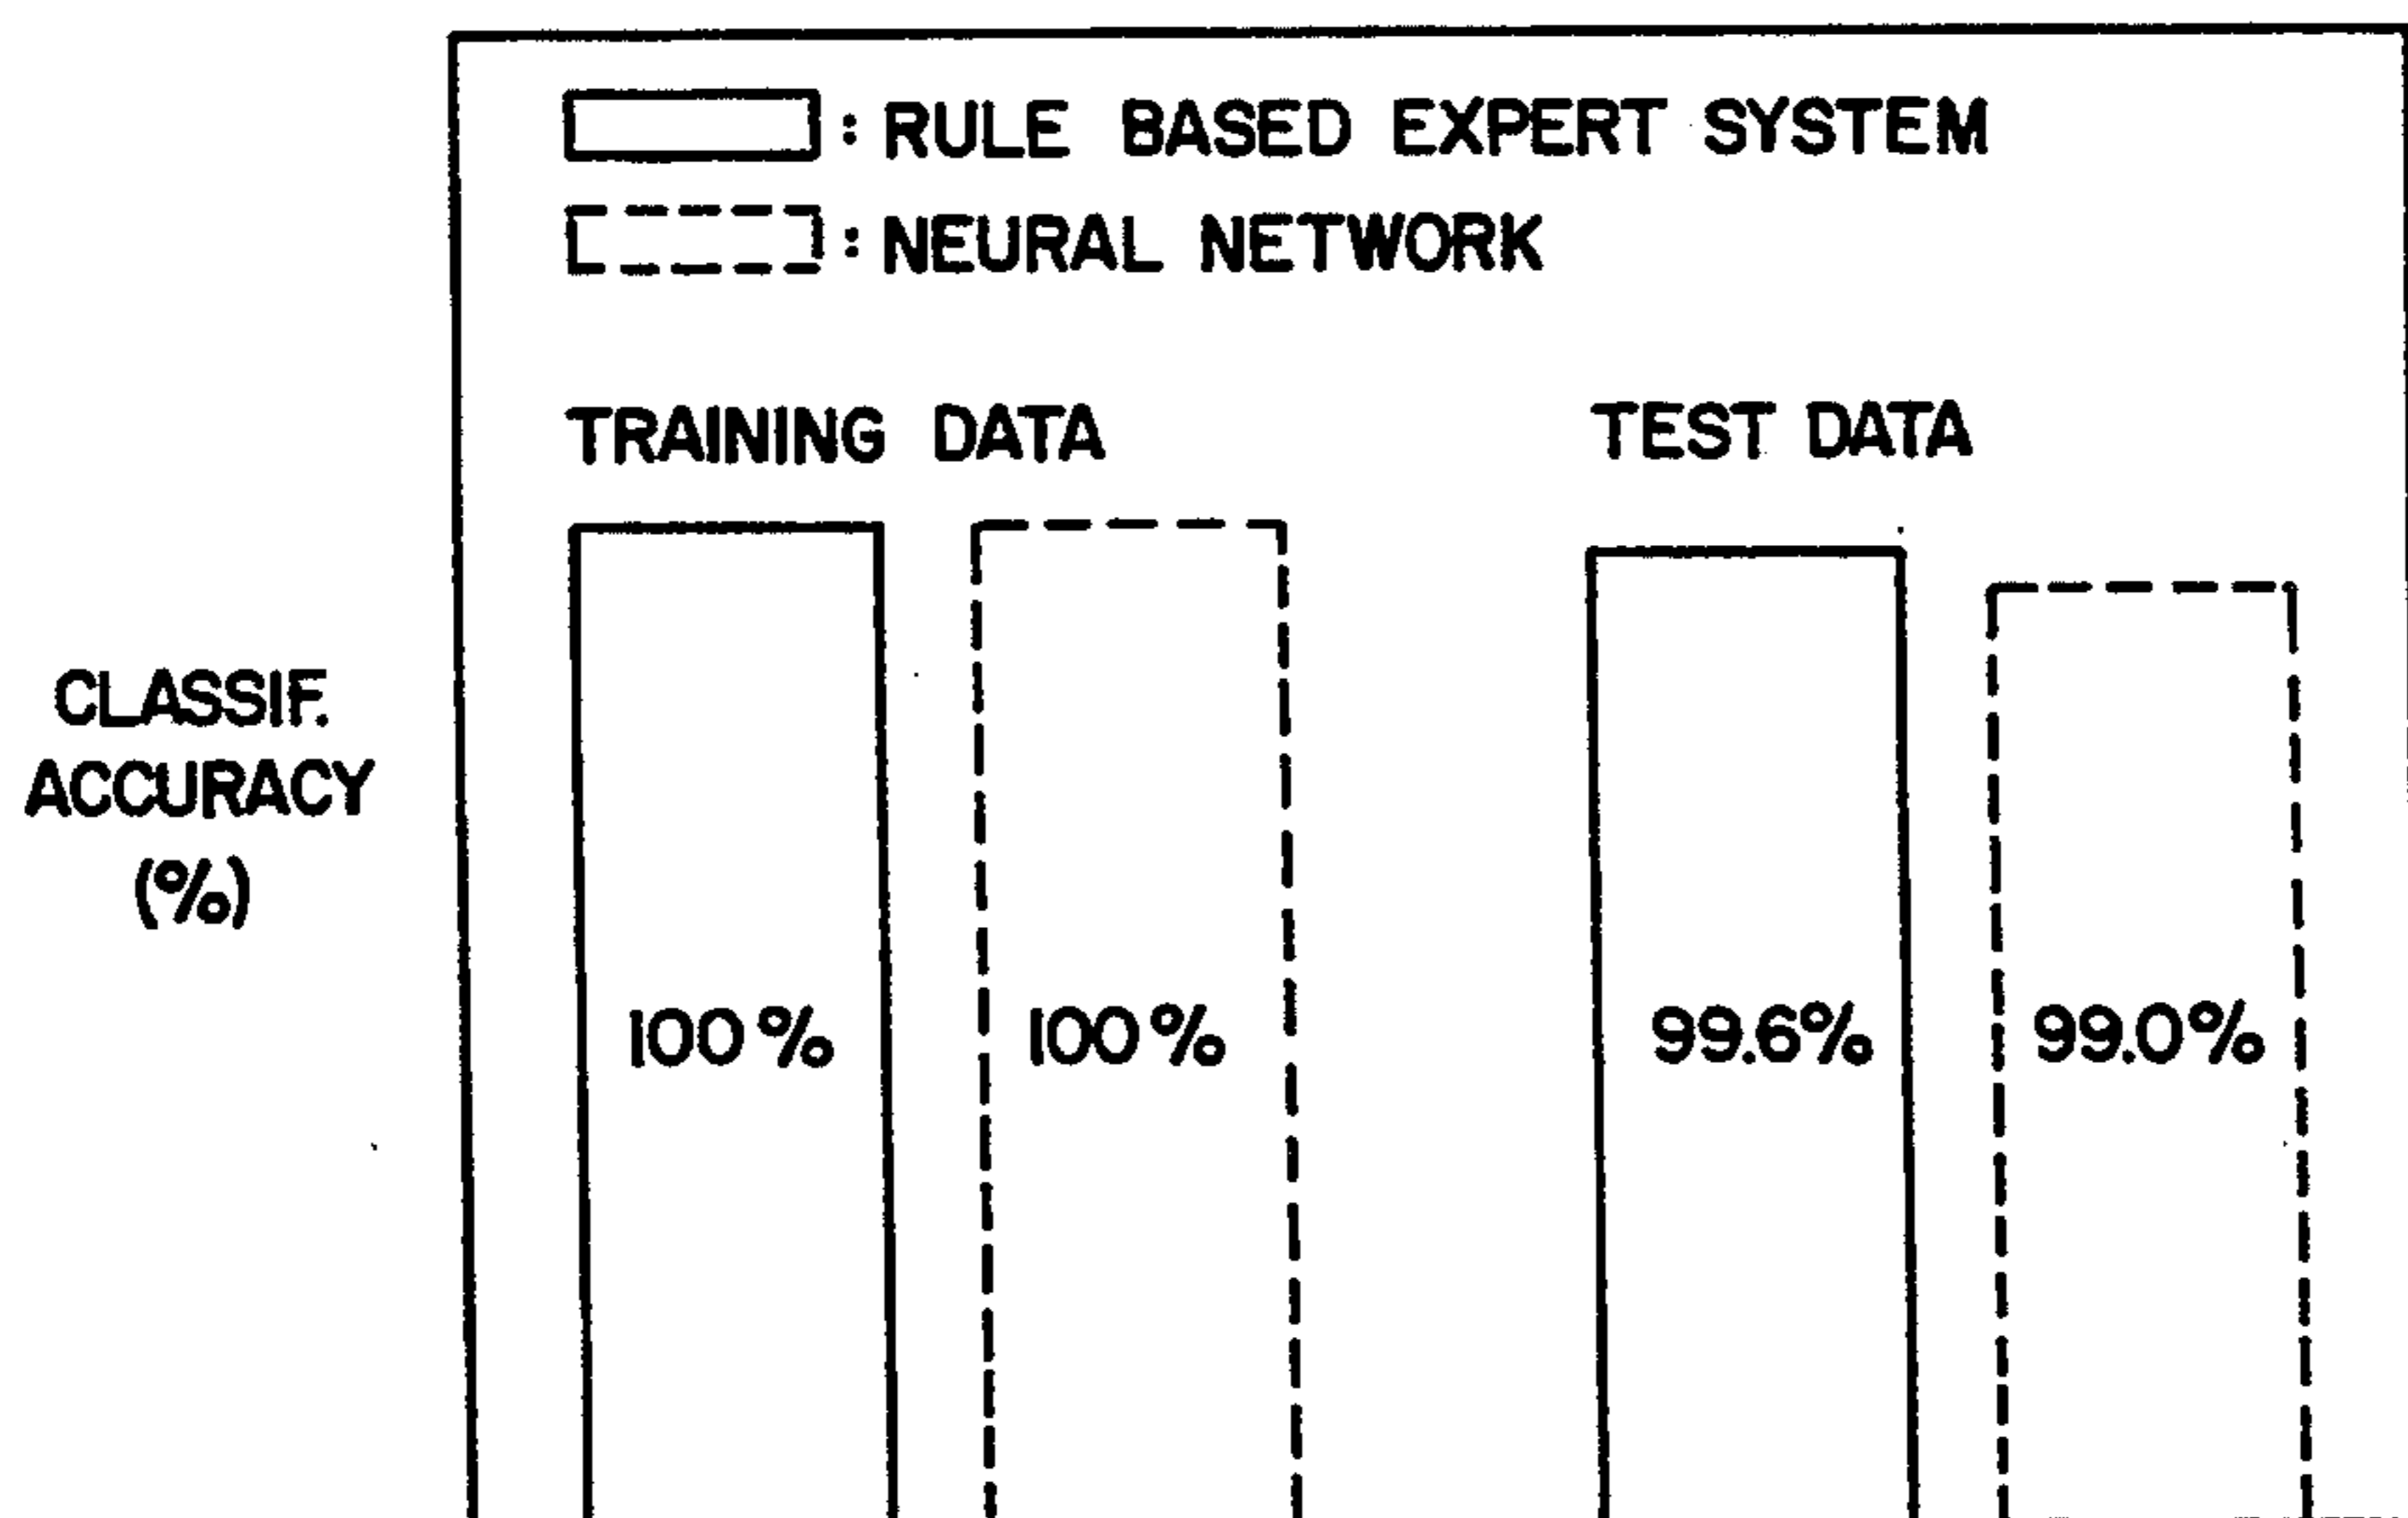 : RULE BASED EXPERT SYSTEM
: NEURAL NETWORK
TRAINING DATA TEST DATA
CLASSIF.
ACCURACY
(%)
100% 100% 99.6% 99.0%